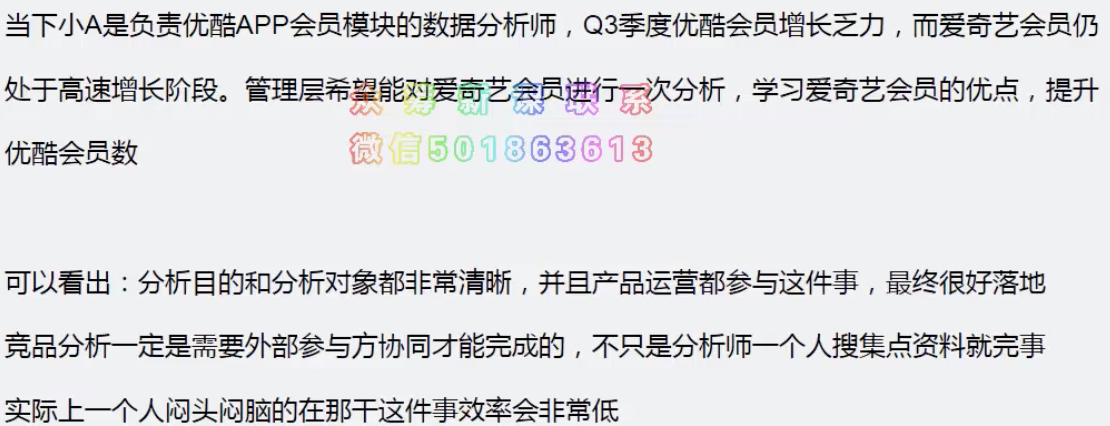 当下小A是负责优酷APP会员模块的数据分析师，Q3季度优酷会员增长乏力，而爱奇艺会员仍
处于高速增长阶段。管理层希望能对爱奇艺会员进行一次分析，学习爱奇艺会员的优点，提升
众筹新课联系
优酷会员数
微信501863613
可以看出：分析目的和分析对象都非常清晰，并且产品运营都参与这件事，最终很好落地
竞品分析一定是需要外部参与方协同才能完成的，不只是分析师一个人搜集点资料就完事
实际上一个人闷头闷脑的在那干这件事效率会非常低